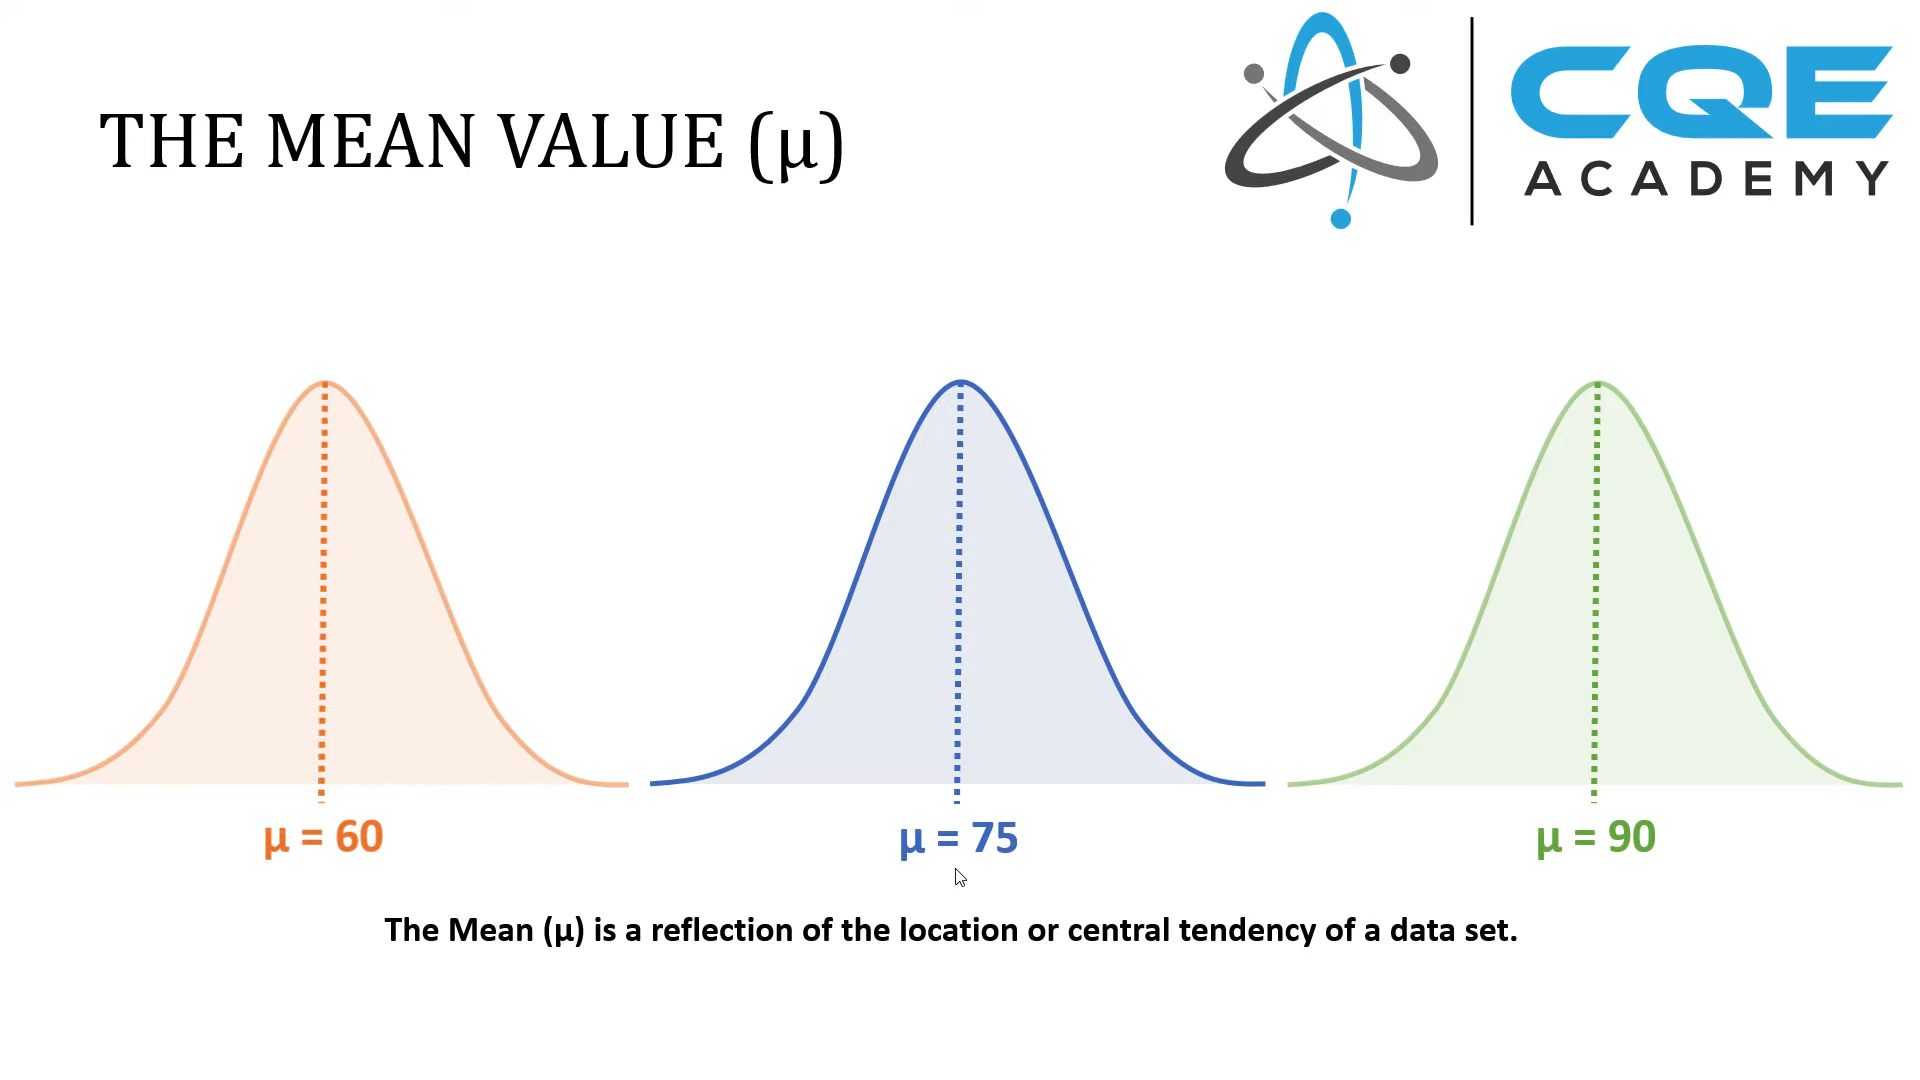 THE MEAN VALUE (μ)
CQE
ACADEMY
μ = 60
μ = 75
μ = 90
The Mean (μ) is a reflection of the location or central tendency of a data set.